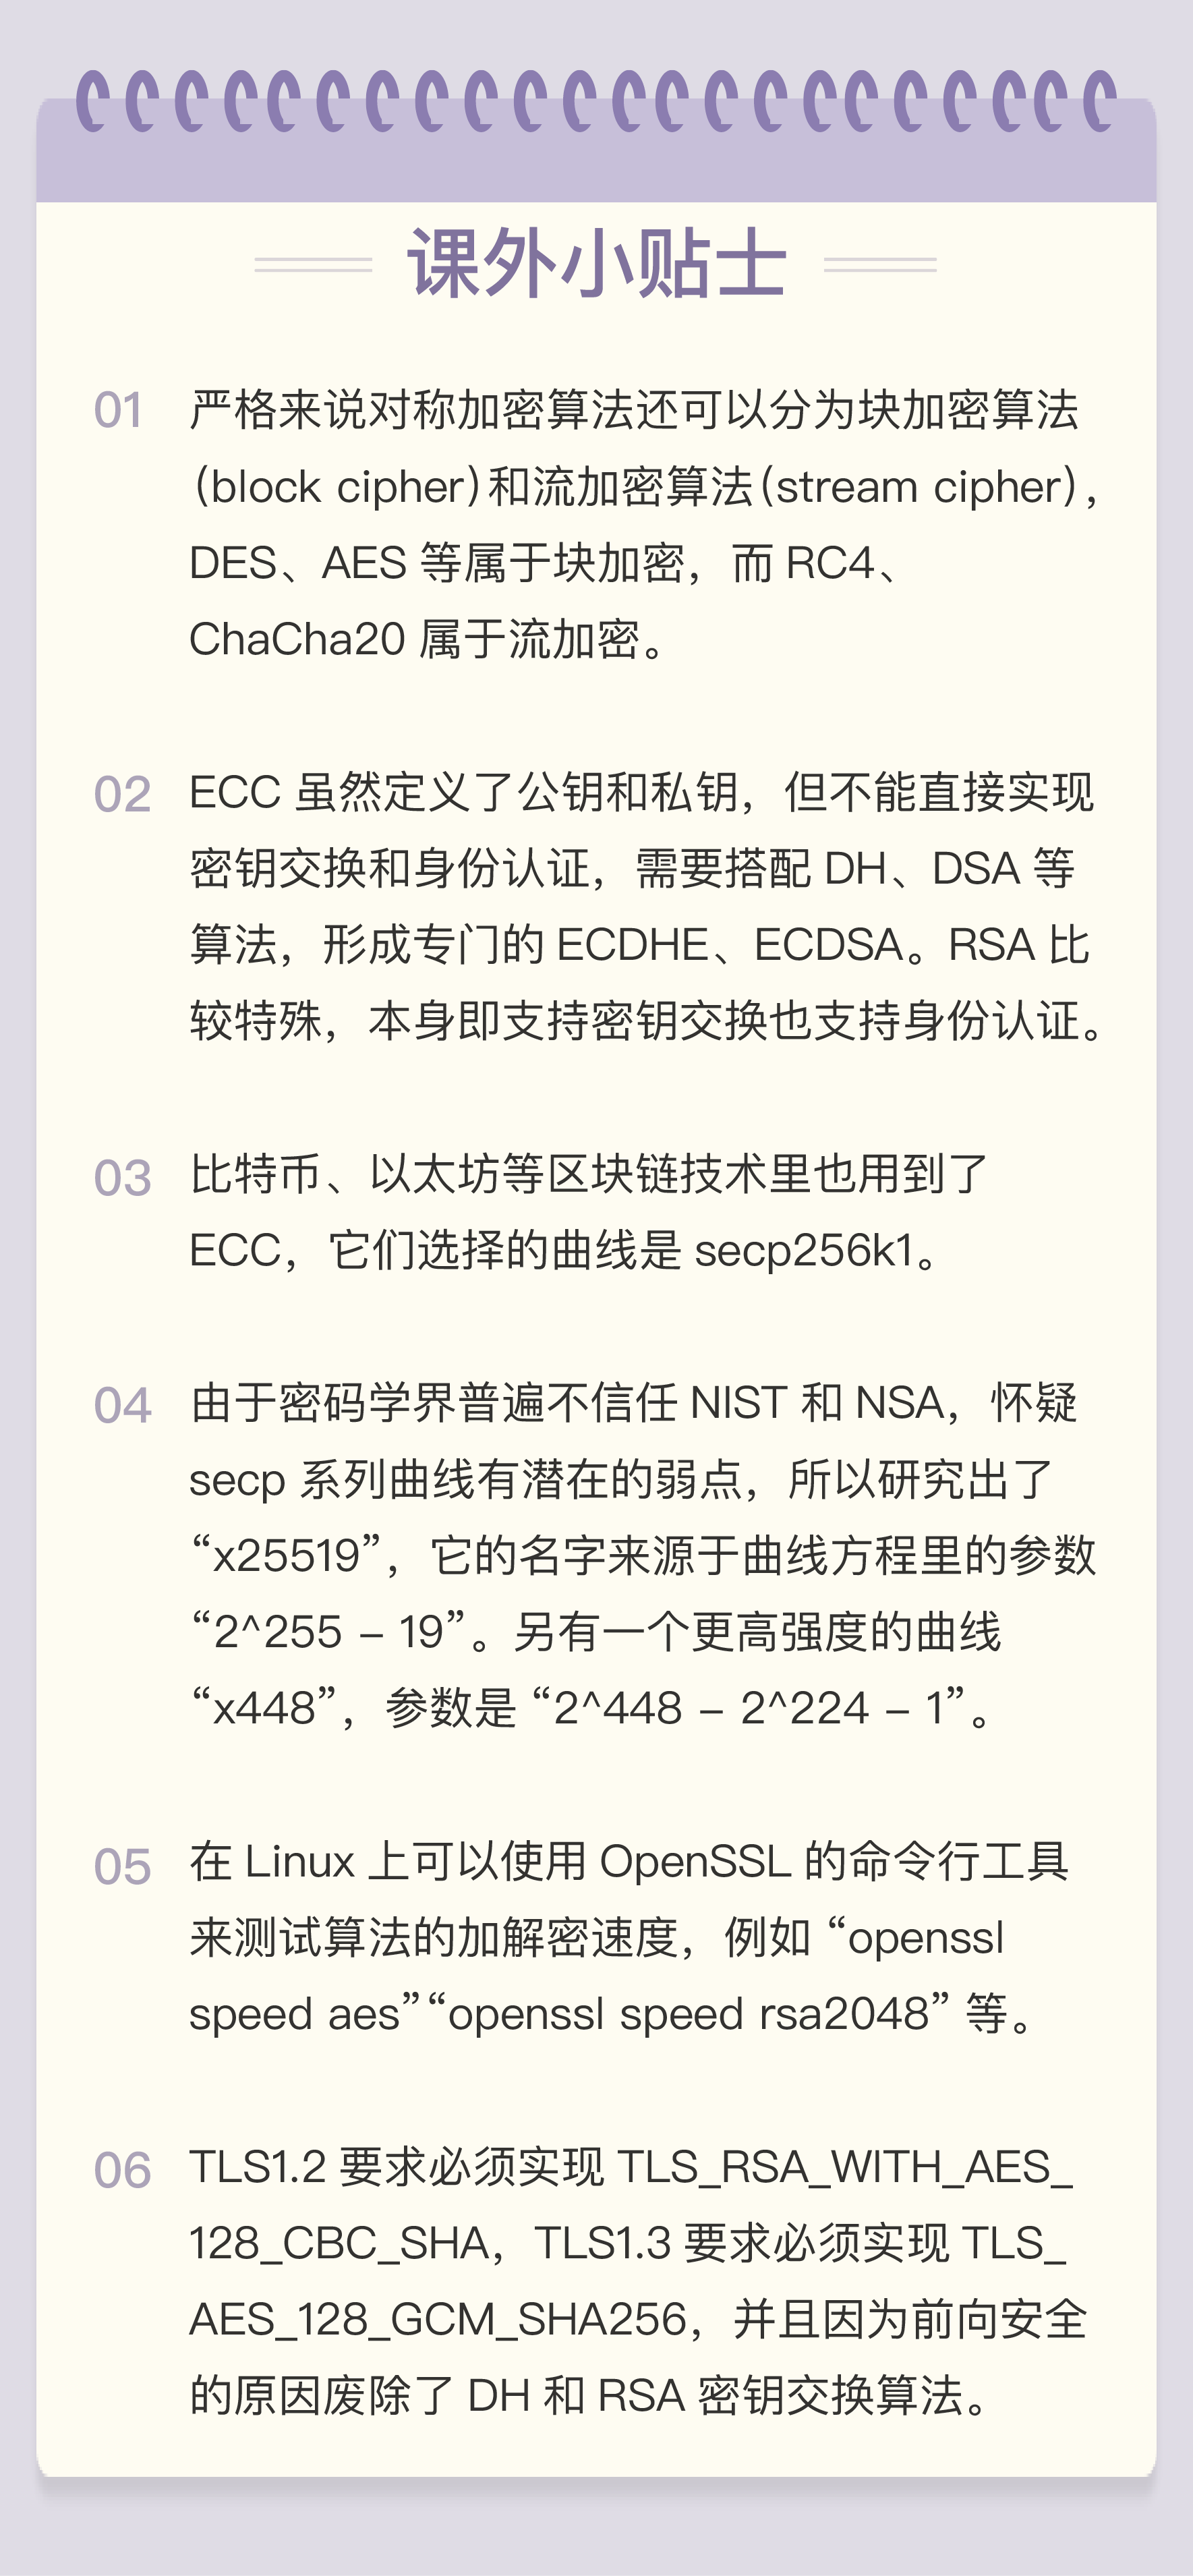 课外小贴士
01 严格来说对称加密算法还可以分为块加密算法
(block cipher)和流加密算法(stream cipher),
DES、AES 等属于块加密，而 RC4、
ChaCha20 属于流加密。
02 ECC 虽然定义了公钥和私钥，但不能直接实现
密钥交换和身份认证，需要搭配 DH、DSA 等
算法，形成专门的 ECDHE、ECDSA。RSA 比
较特殊，本身即支持密钥交换也支持身份认证。
03 比特币、以太坊等区块链技术里也用到了
ECC，它们选择的曲线是 secp256k1。
04 由于密码学界普遍不信任 NIST 和 NSA，怀疑
secp 系列曲线有潜在的弱点，所以研究出了
“x25519”，它的名字来源于曲线方程里的参数
“2^255 – 19”。另有一个更高强度的曲线
“x448”，参数是 “2^448 – 2^224 – 1”。
05 在 Linux 上可以使用 OpenSSL 的命令行工具
来测试算法的加解密速度，例如 “openssl
speed aes”“openssl speed rsa2048” 等。
06 TLS1.2 要求必须实现 TLS_RSA_WITH_AES_
128_CBC_SHA，TLS1.3 要求必须实现 TLS_
AES_128_GCM_SHA256，并且因为前向安全
的原因废除了 DH 和 RSA 密钥交换算法。